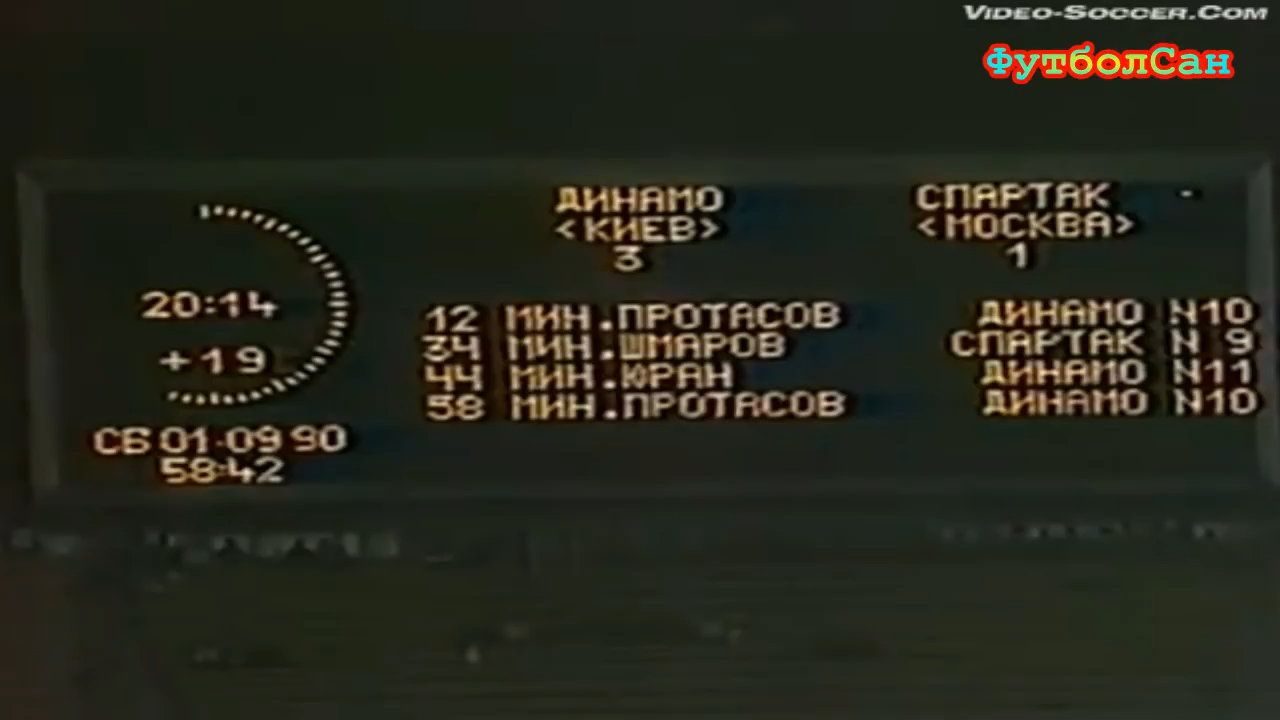 VIDEO-SOCCER.COM
ФутболСан
ДИНАМО СПАРТАК -
<КИЕВ> <МОСКВА>
3 1
20:14
+19
СБ 01-09 90
58:42
12 МИН.ПРОТАСОВ ДИНАМО N10
34 МИН.ШМАРОВ СПАРТАК N 9
44 МИН.ЮРАН ДИНАМО N11
58 МИН.ПРОТАСОВ ДИНАМО N10